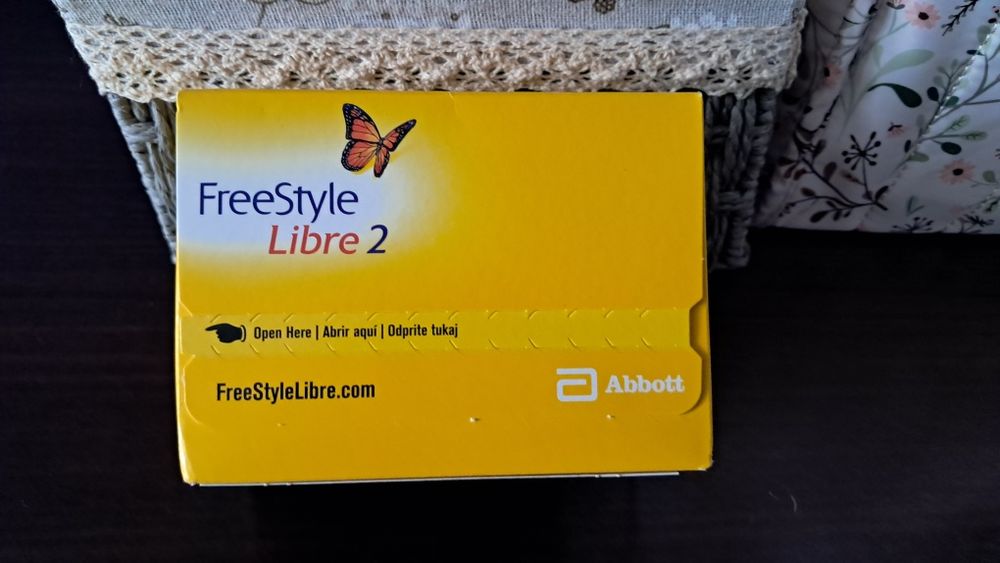 FreeStyle
Libre 2
Open Here | Abrir aquí | Odprite tukaj
FreeStyleLibre.com
Abbott